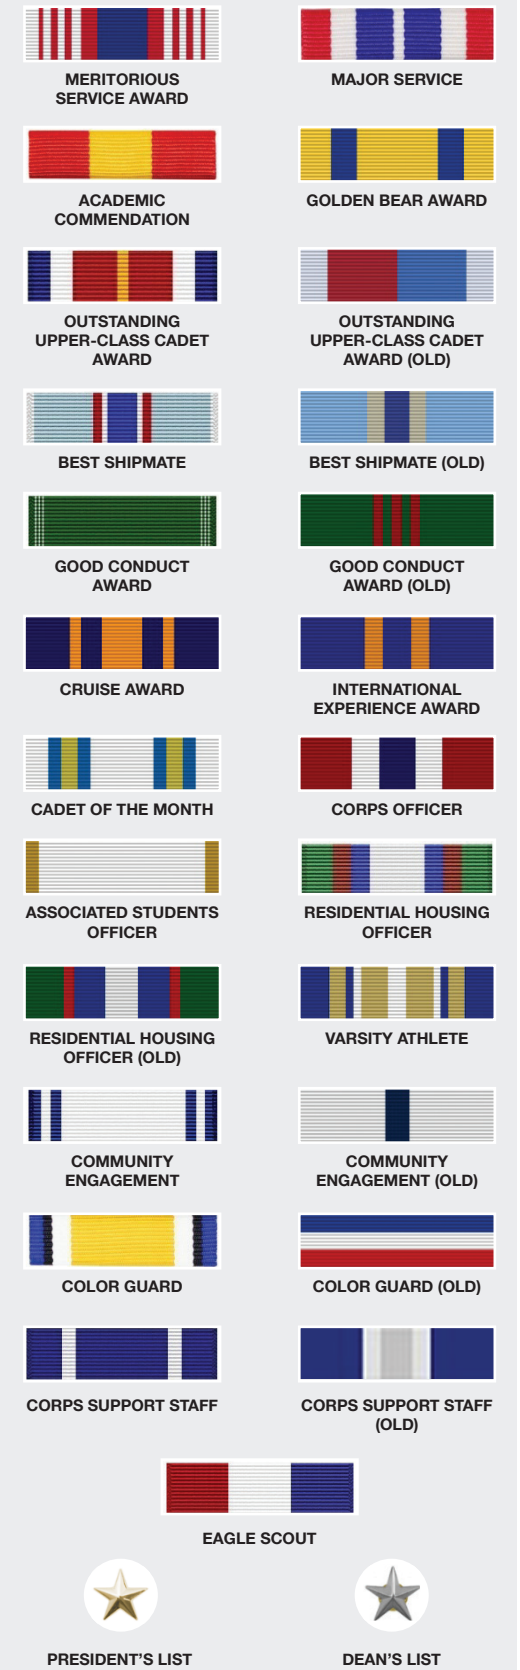 MERITORIOUS
SERVICE AWARD
MAJOR SERVICE
ACADEMIC
COMMENDATION
GOLDEN BEAR AWARD
OUTSTANDING
UPPER-CLASS CADET
AWARD
OUTSTANDING
UPPER-CLASS CADET
AWARD (OLD)
BEST SHIPMATE
BEST SHIPMATE (OLD)
GOOD CONDUCT
AWARD
GOOD CONDUCT
AWARD (OLD)
CRUISE AWARD
INTERNATIONAL
EXPERIENCE AWARD
CADET OF THE MONTH
CORPS OFFICER
ASSOCIATED STUDENTS
OFFICER
RESIDENTIAL HOUSING
OFFICER
RESIDENTIAL HOUSING
OFFICER (OLD)
VARSITY ATHLETE
COMMUNITY
ENGAGEMENT
COMMUNITY
ENGAGEMENT (OLD)
COLOR GUARD
COLOR GUARD (OLD)
CORPS SUPPORT STAFF
CORPS SUPPORT STAFF
(OLD)
EAGLE SCOUT
PRESIDENT'S LIST
DEAN'S LIST